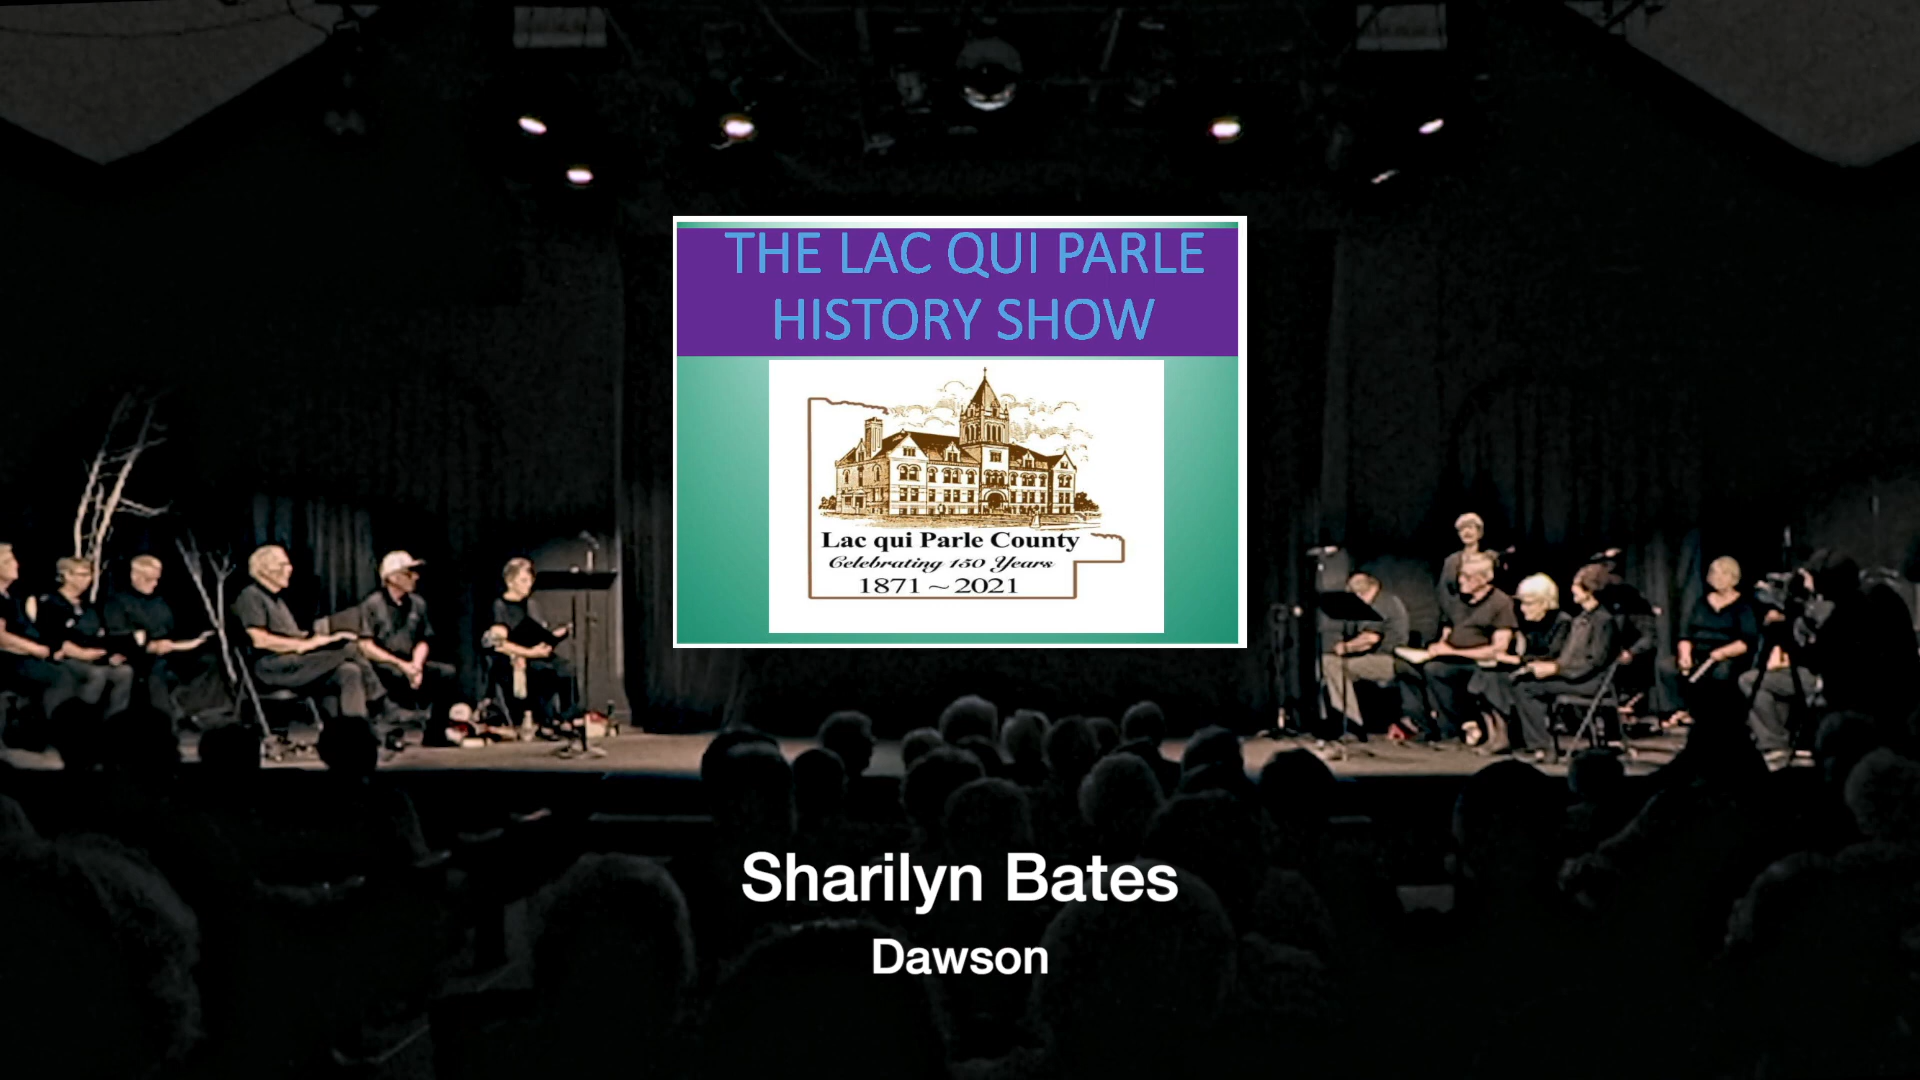 THE LAC QUI PARLE
HISTORY SHOW
Lac qui Parle County
Celebrating 150 Years
1871 ~ 2021
Sharilyn Bates
Dawson